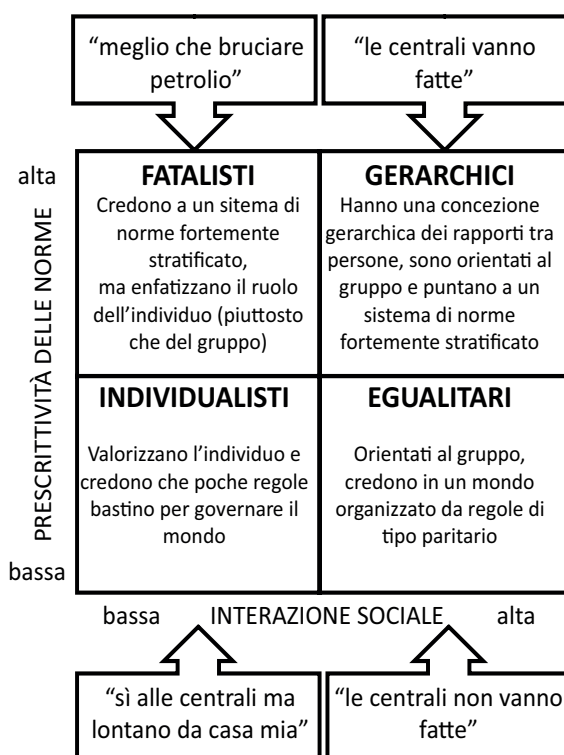 “meglio che bruciare
petrolio”
“le centrali vanno
fatte”
alta
PRESCRITTIVITÀ DELLE NORME
bassa
FATALISTI
Credono a un sitema di
norme fortemente
stratificato,
ma enfatizzano il ruolo
dell’individuo (piuttosto
che del gruppo)
GERARCHICI
Hanno una concezione
gerarchica dei rapporti tra
persone, sono orientati al
gruppo e puntano a un
sistema di norme
fortemente stratificato
INDIVIDUALISTI
Valorizzano l’individuo e
credono che poche regole
bastino per governare il
mondo
EGUALITARI
Orientati al gruppo,
credono in un mondo
organizzato da regole di
tipo paritario
bassa INTERAZIONE SOCIALE alta
“sì alle centrali ma
lontano da casa mia”
“le centrali non vanno
fatte”